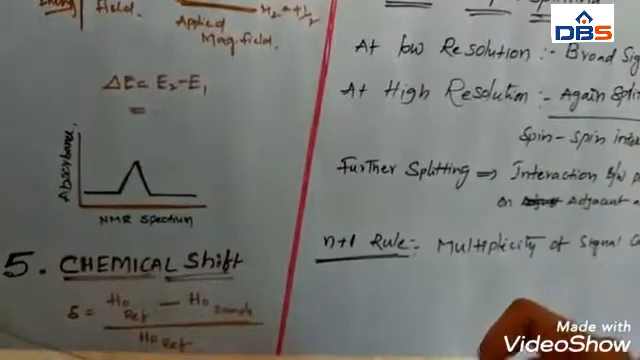 Field.
Applied
Mag. field.
ΔE = E₂-E₁
=
Absorbance.
NMR Spectrum
5. CHEMICAL Shift
δ = Ho Ref — Ho Sample
Ho Ref
At low Resolution :- Broad
At High Resolution :- Again
Spin-Spin
Further Splitting ⇒ Interaction b/w
on Adjacent
n+1 Rule:- Multiplicity of Signal
DBS
Made with
VideoShow